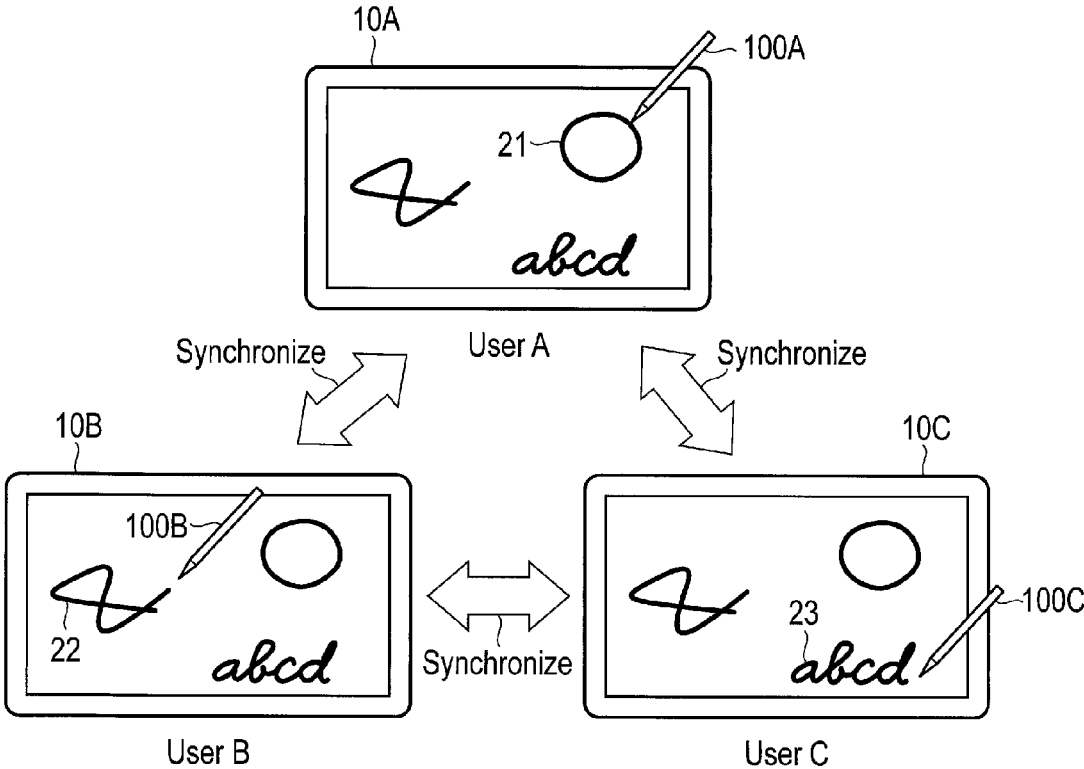 10A
100A
21
abcd
User A
Synchronize
Synchronize
10B
10C
100B
22
abcd
Synchronize
23
100C
abcd
User B
User C